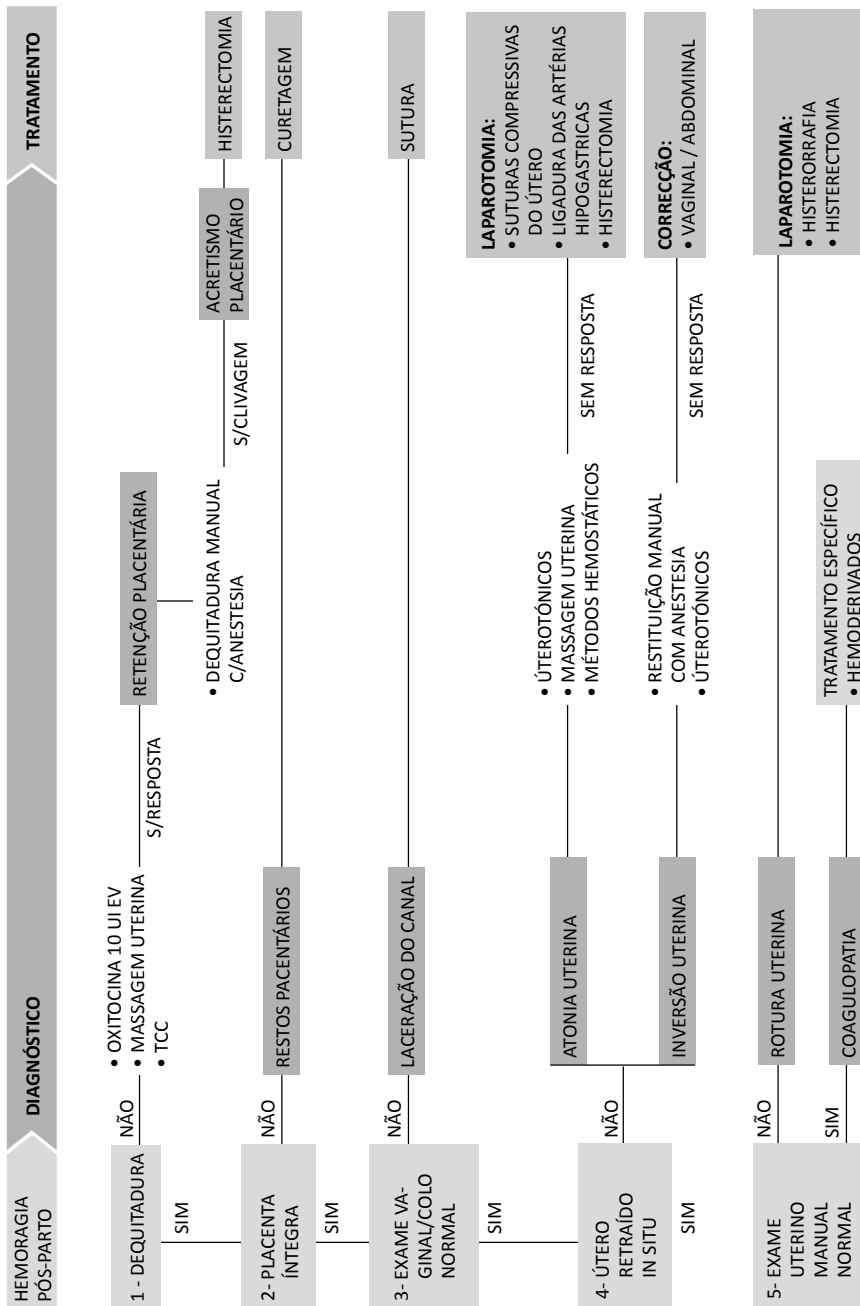 HEMORAGIA
PÓS-PARTO
DIAGNÓSTICO
TRATAMENTO
1 - DEQUITADURA
NÃO
• OXITOCINA 10 UI EV
• MASSAGEM UTERINA
• TCC
S/RESPOSTA
RETENÇÃO PLACENTÁRIA
• DEQUITADURA MANUAL
C/ANESTESIA
S/CLIVAGEM
ACRETISMO
PLACENTÁRIO
HISTERECTOMIA
SIM
2- PLACENTA
ÍNTEGRA
NÃO
RESTOS PACENTÁRIOS
CURETAGEM
SIM
3- EXAME VA-
GINAL/COLO
NORMAL
NÃO
LACERAÇÃO DO CANAL
SUTURA
SIM
4- ÚTERO
RETRAÍDO
IN SITU
NÃO
ATONIA UTERINA
• ÚTEROTÓNICOS
• MASSAGEM UTERINA
• MÉTODOS HEMOSTÁTICOS
SEM RESPOSTA
LAPAROTOMIA:
• SUTURAS COMPRESSIVAS
DO ÚTERO
• LIGADURA DAS ARTÉRIAS
HIPOGASTRICAS
• HISTERECTOMIA
INVERSÃO UTERINA
• RESTITUIÇÃO MANUAL
COM ANESTESIA
• ÚTEROTÓNICOS
SEM RESPOSTA
CORRECÇÃO:
• VAGINAL / ABDOMINAL
SIM
5- EXAME
UTERINO
MANUAL
NORMAL
NÃO
ROTURA UTERINA
LAPAROTOMIA:
• HISTERORRAFIA
• HISTERECTOMIA
SIM
COAGULOPATIA
TRATAMENTO ESPECÍFICO
• HEMODERIVADOS